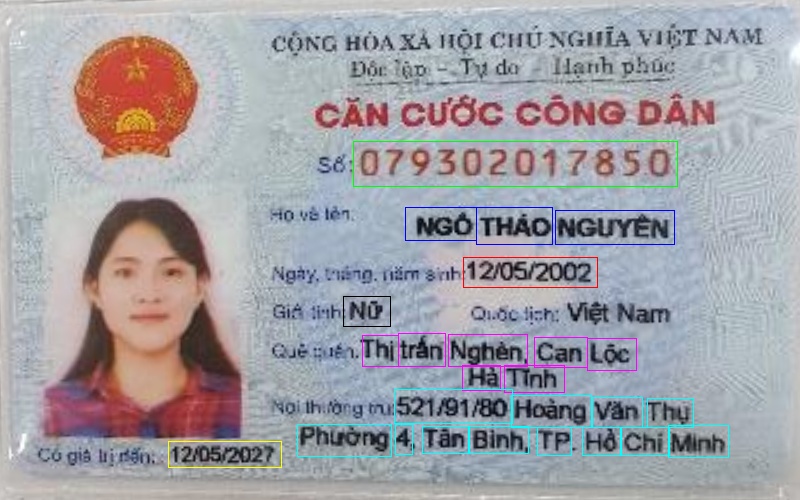 CỘNG HÒA XÃ HỘI CHỦ NGHĨA VIỆT NAM
Độc lập - Tự do - Hạnh phúc
CĂN CƯỚC CÔNG DÂN
Số: 079302017850
Họ và tên: NGÔ THẢO NGUYÊN
Ngày, tháng, năm sinh: 12/05/2002
Giới tính: Nữ Quốc tịch: Việt Nam
Quê quán: Thị trấn Nghèn, Can Lộc
Hà Tĩnh
Nơi thường trú: 521/91/80 Hoàng Văn Thụ
Phường 4, Tân Bình, TP. Hồ Chí Minh
Có giá trị đến: 12/05/2027